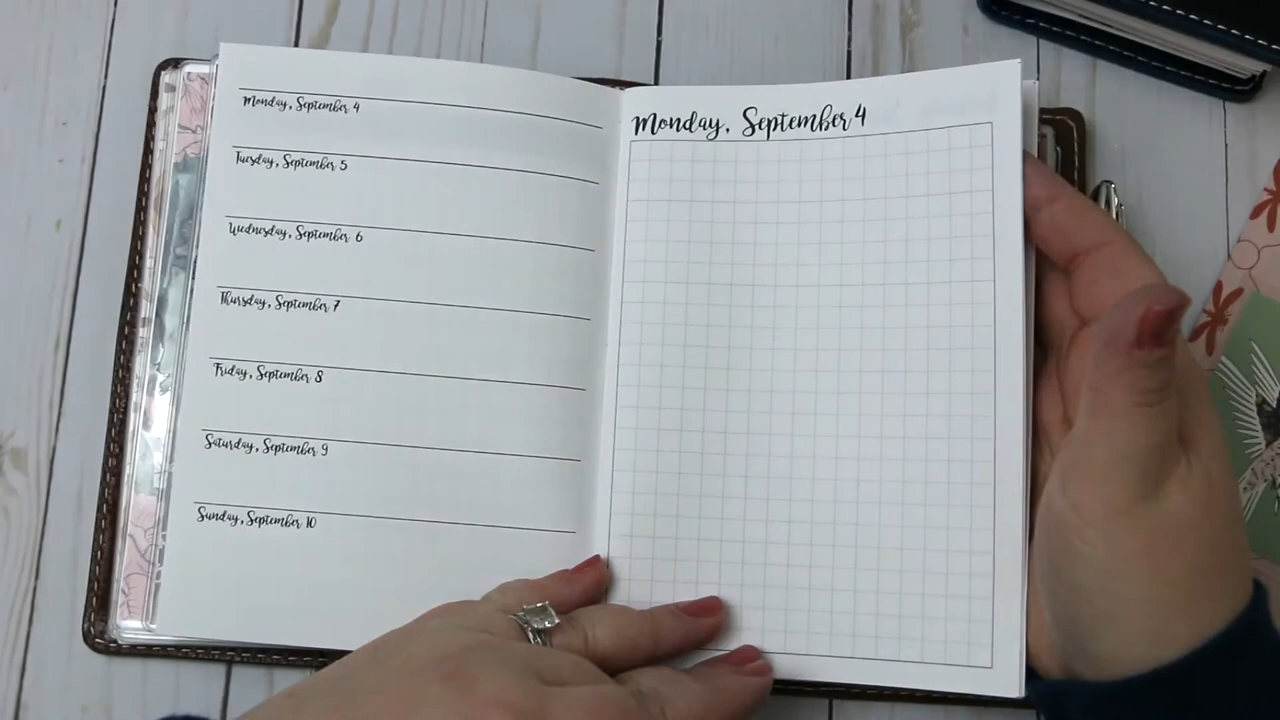 Monday, September 4
Tuesday, September 5
Wednesday, September 6
Thursday, September 7
Friday, September 8
Saturday, September 9
Sunday, September 10
Monday, September 4